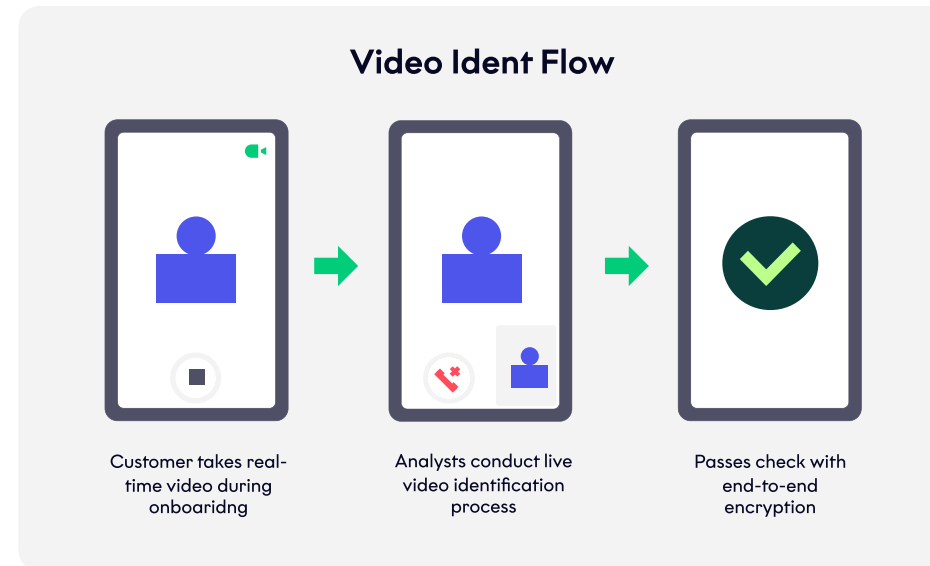 Video Ident Flow
Customer takes real-
time video during
onboaridng
Analysts conduct live
video identification
process
Passes check with
end-to-end
encryption